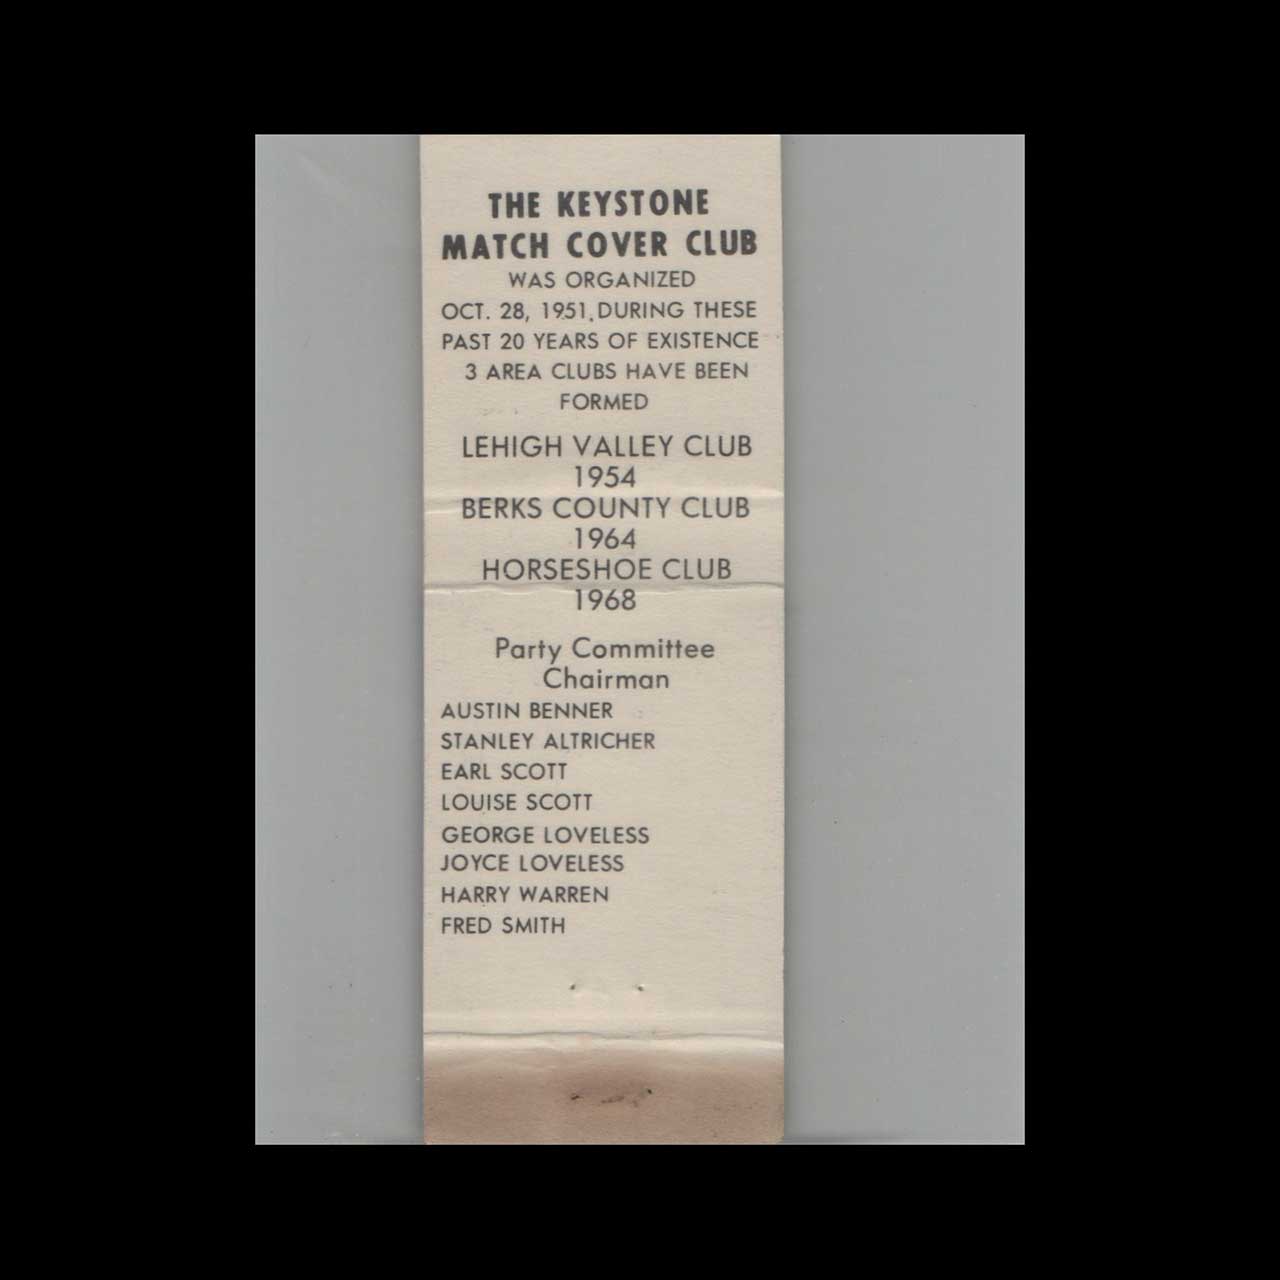 THE KEYSTONE
MATCH COVER CLUB
WAS ORGANIZED
OCT. 28, 1951, DURING THESE
PAST 20 YEARS OF EXISTENCE
3 AREA CLUBS HAVE BEEN
FORMED
LEHIGH VALLEY CLUB
1954
BERKS COUNTY CLUB
1964
HORSESHOE CLUB
1968
Party Committee
Chairman
AUSTIN BENNER
STANLEY ALTRICHER
EARL SCOTT
LOUISE SCOTT
GEORGE LOVELESS
JOYCE LOVELESS
HARRY WARREN
FRED SMITH